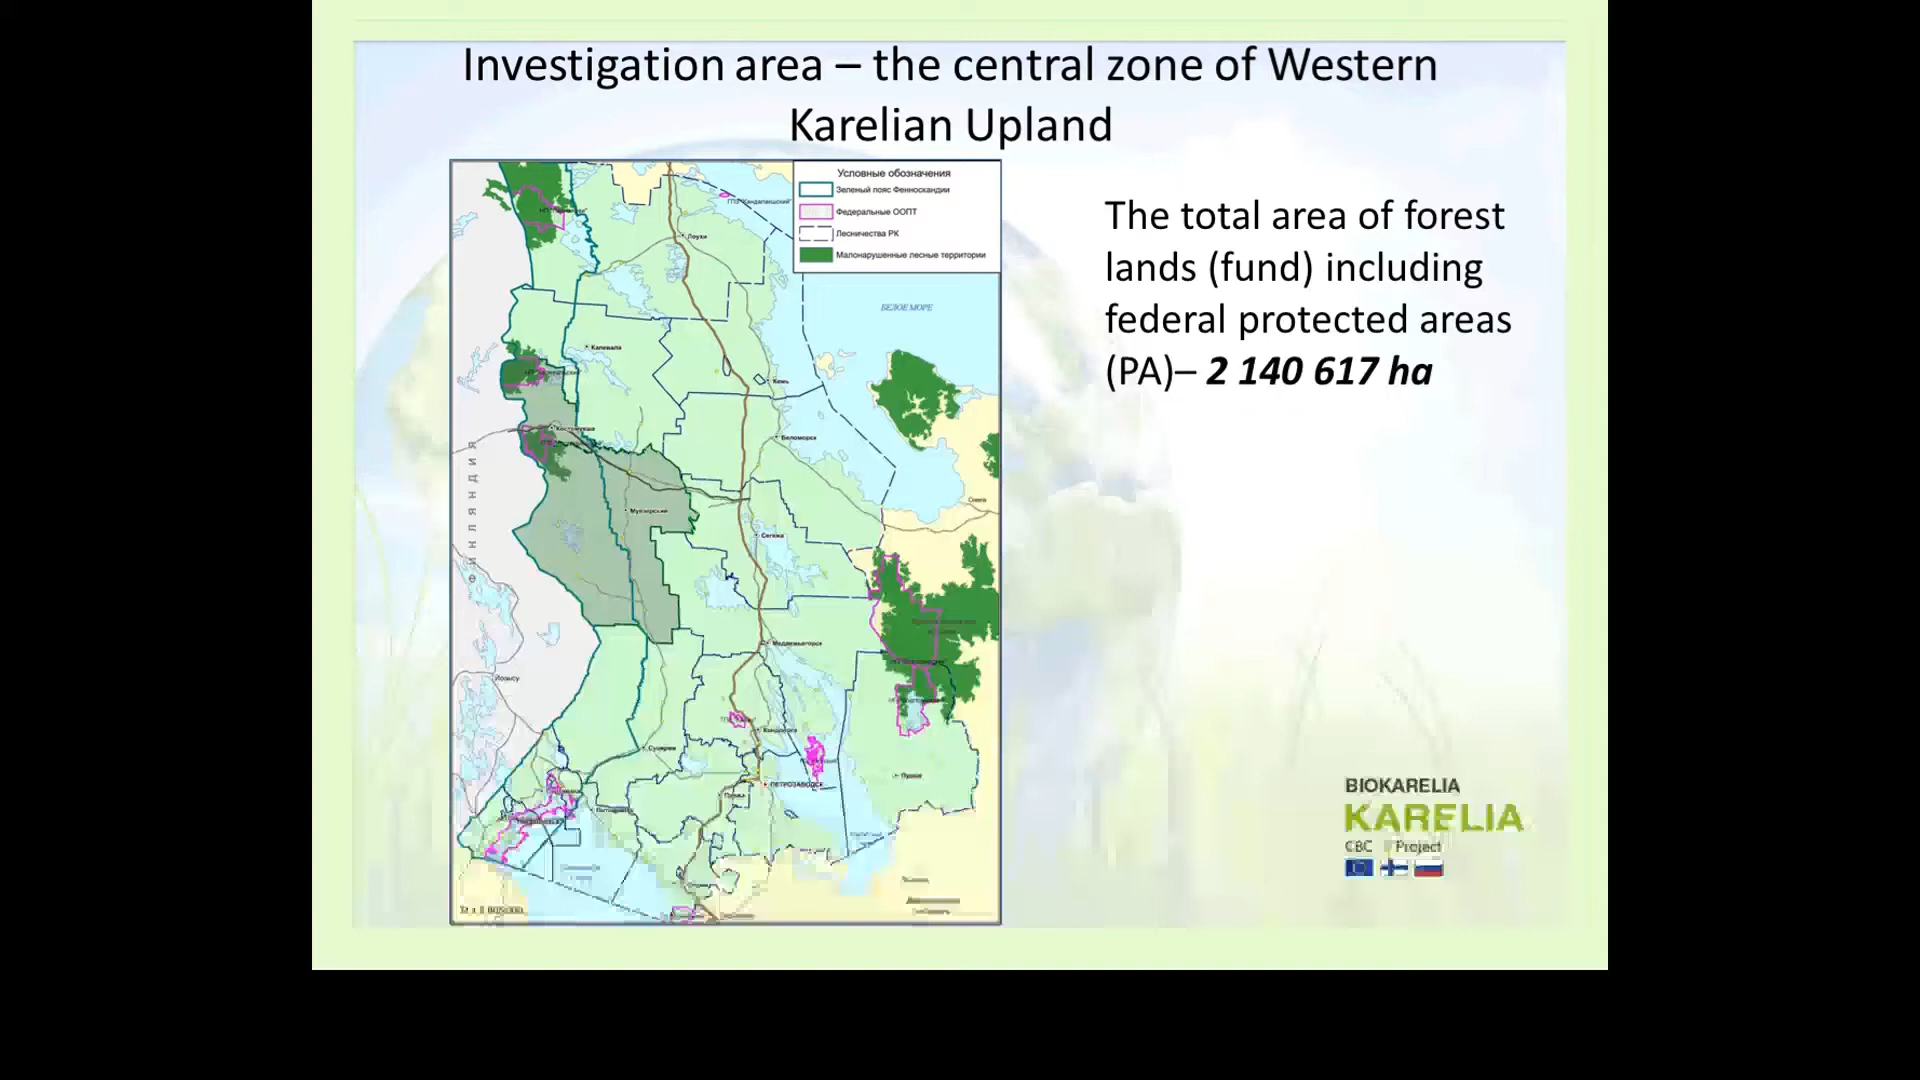 Investigation area – the central zone of Western
Karelian Upland
Условные обозначения
Зеленый пояс Фенноскандии
Федеральные ООПТ
Лесничества РК
Малонарушенные лесные территории
Лоухи
БЕЛОЕ МОРЕ
Калевала
Кемь
Костомукша
Беломорск
ФИНЛЯНДИЯ
Муезерский
Сегежа
Медвежьегорск
Йоэнсу
Кондопога
Суоярви
Пудож
ПЕТРОЗАВОДСК
The total area of forest
lands (fund) including
federal protected areas
(PA)– 2 140 617 ha
BIOKARELIA
KARELIA
CBC Project